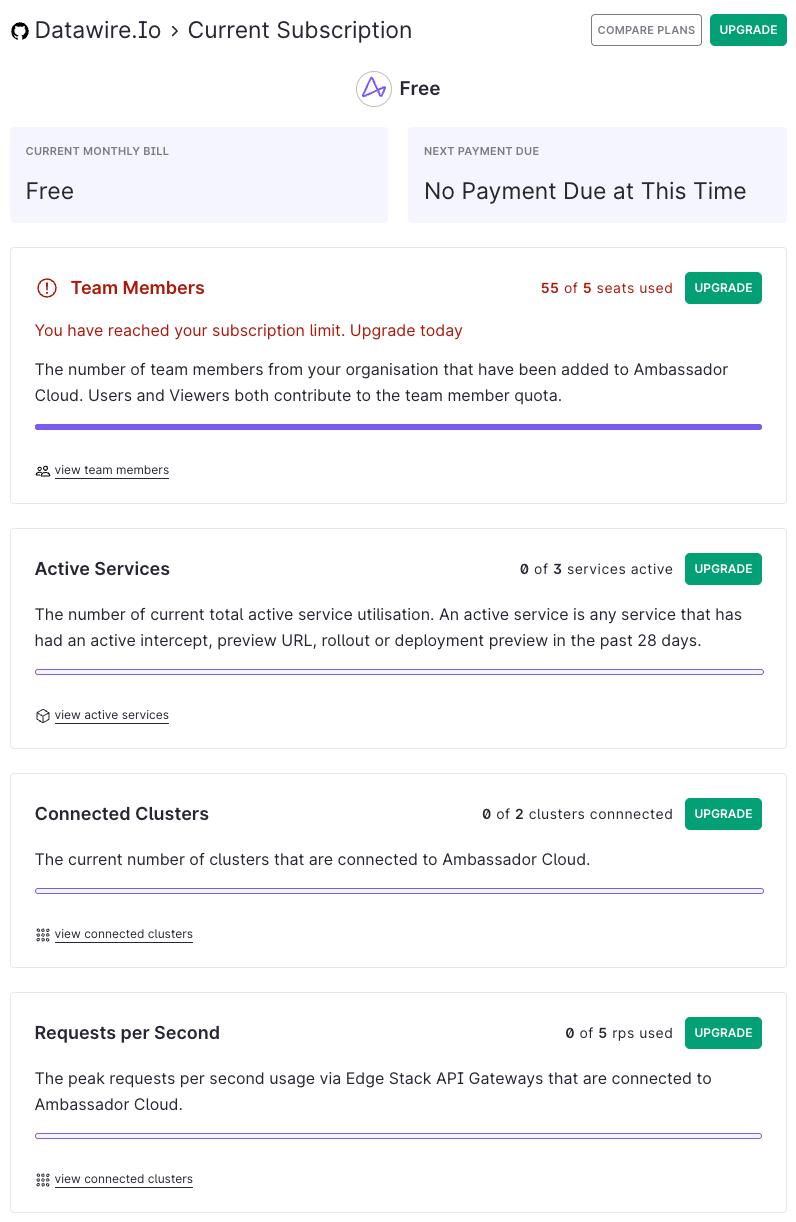 Datawire.Io › Current Subscription
COMPARE PLANS
UPGRADE
Free
CURRENT MONTHLY BILL
Free
NEXT PAYMENT DUE
No Payment Due at This Time
Team Members
55 of 5 seats used
UPGRADE
You have reached your subscription limit. Upgrade today
The number of team members from your organisation that have been added to Ambassador
Cloud. Users and Viewers both contribute to the team member quota.
view team members
Active Services
0 of 3 services active
UPGRADE
The number of current total active service utilisation. An active service is any service that has
had an active intercept, preview URL, rollout or deployment preview in the past 28 days.
view active services
Connected Clusters
0 of 2 clusters connnected
UPGRADE
The current number of clusters that are connected to Ambassador Cloud.
view connected clusters
Requests per Second
0 of 5 rps used
UPGRADE
The peak requests per second usage via Edge Stack API Gateways that are connected to
Ambassador Cloud.
view connected clusters